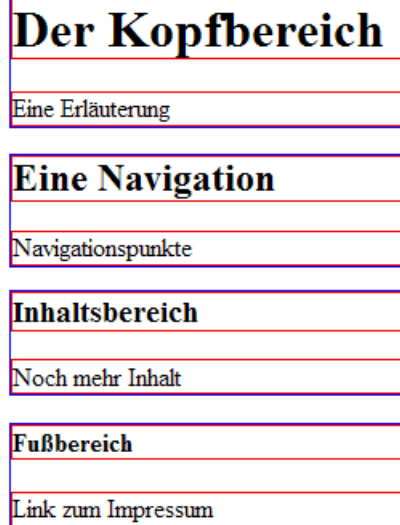 Der Kopfbereich
Eine Erläuterung
Eine Navigation
Navigationspunkte
Inhaltsbereich
Noch mehr Inhalt
Fußbereich
Link zum Impressum